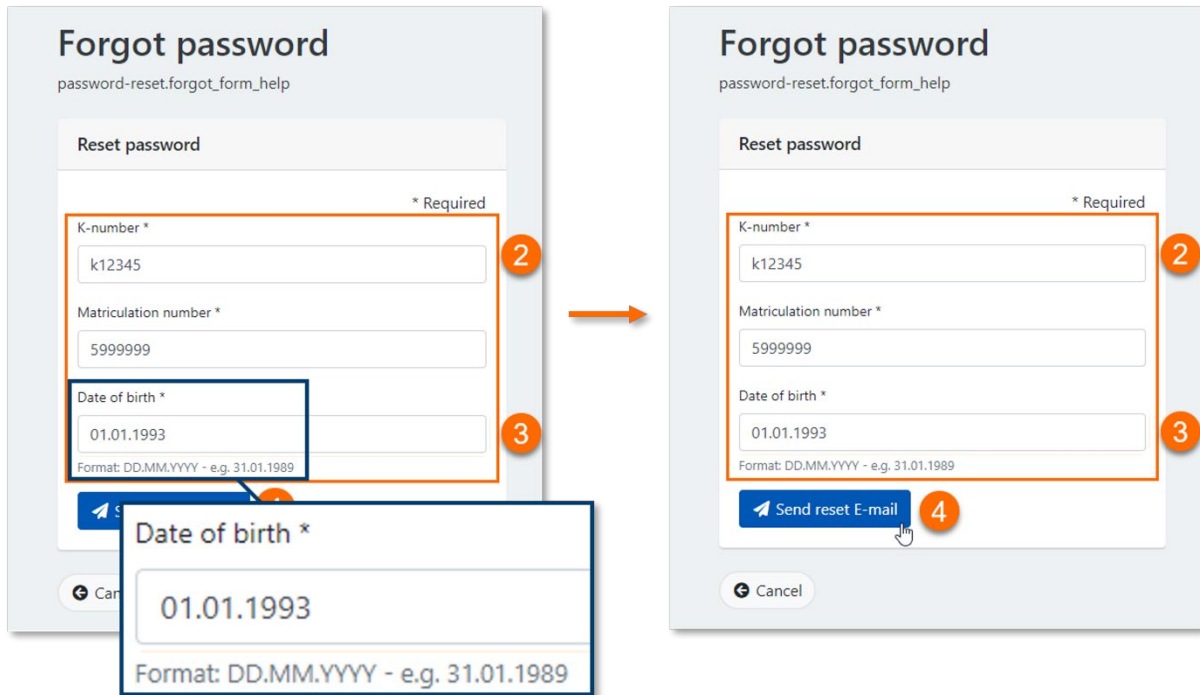 Forgot password
password-reset.forgot_form_help
Reset password
* Required
K-number *
k12345
2
Matriculation number *
5999999
Date of birth *
01.01.1993
3
Format: DD.MM.YYYY - e.g. 31.01.1989
Date of birth *
01.01.1993
Format: DD.MM.YYYY - e.g. 31.01.1989
Forgot password
password-reset.forgot_form_help
Reset password
* Required
K-number *
k12345
2
Matriculation number *
5999999
Date of birth *
01.01.1993
3
Format: DD.MM.YYYY - e.g. 31.01.1989
Send reset E-mail
4
Cancel